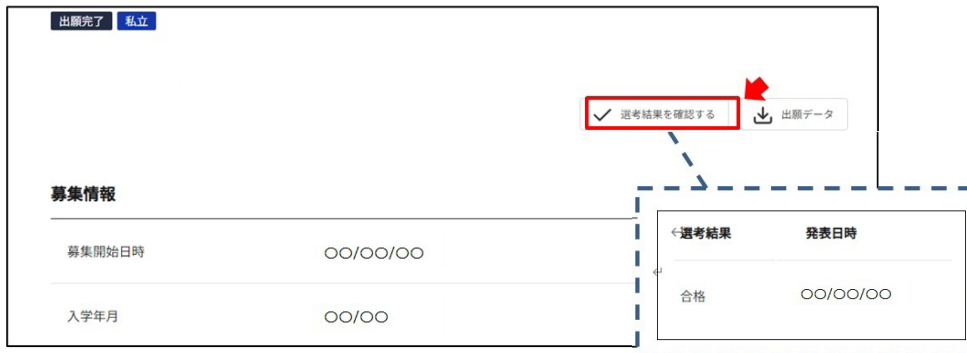 出願完了 私立
選考結果を確認する 出願データ
募集情報
募集開始日時 〇〇/〇〇/〇〇
入学年月 〇〇/〇〇
←選考結果 発表日時
↵
合格 〇〇/〇〇/〇〇